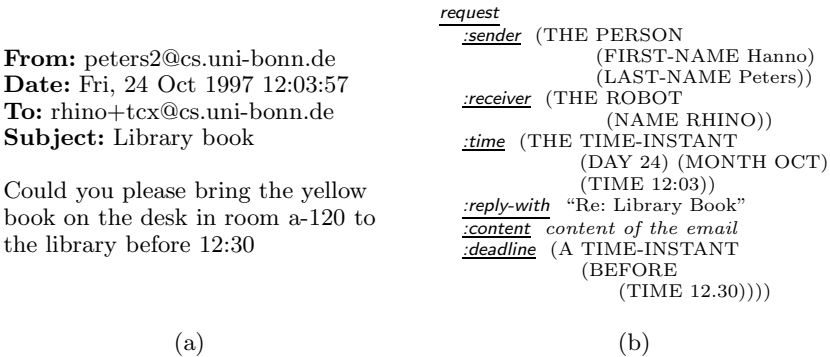 From: peters2@cs.uni-bonn.de
Date: Fri, 24 Oct 1997 12:03:57
To: rhino+tcx@cs.uni-bonn.de
Subject: Library book
Could you please bring the yellow
book on the desk in room a-120 to
the library before 12:30
(a)
request
:sender (THE PERSON
(FIRST-NAME Hanno)
(LAST-NAME Peters))
:receiver (THE ROBOT
(NAME RHINO))
:time (THE TIME-INSTANT
(DAY 24) (MONTH OCT)
(TIME 12:03))
:reply-with “Re: Library Book”
:content content of the email
:deadline (A TIME-INSTANT
(BEFORE
(TIME 12.30))))
(b)